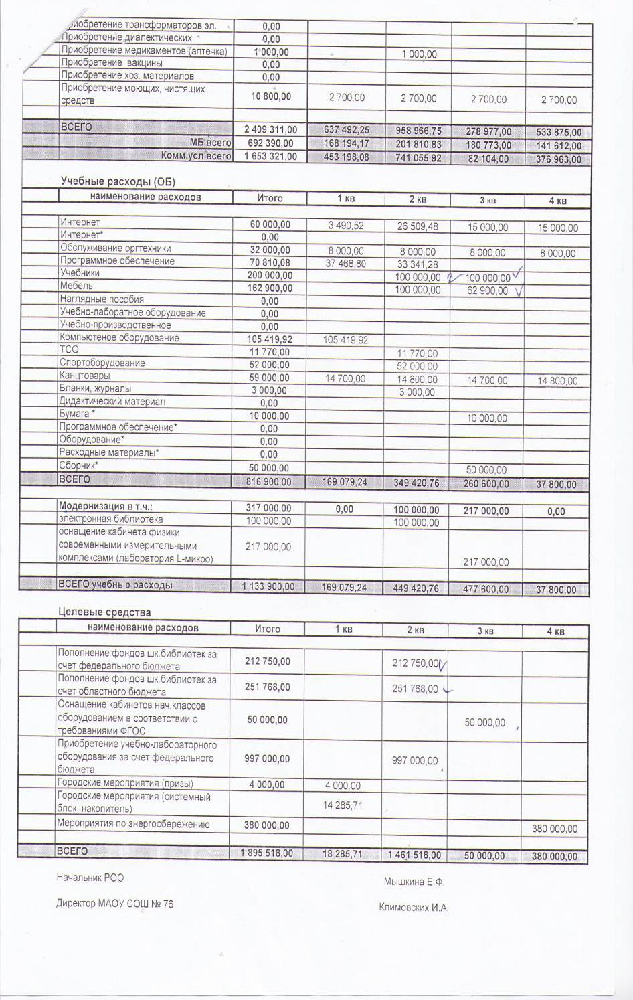 риобретение трансформаторов эл. 0,00
Приобретение диалектических 0,00
Приобретение медикаментов (аптечка) 1 000,00 1 000,00
Приобретение вакцины 0,00
Приобретение хоз. материалов 0,00
Приобретение моющих, чистящих
средств 10 800,00 2 700,00 2 700,00 2 700,00 2 700,00
ВСЕГО 2 409 311,00 637 492,25 958 966,75 278 977,00 533 875,00
МБ всего 692 390,00 168 194,17 201 810,83 180 773,00 141 612,00
Комм.усл всего 1 653 321,00 453 198,08 741 055,92 82 104,00 376 963,00
Учебные расходы (ОБ)
наименование расходов Итого 1 кв 2 кв 3 кв 4 кв
Интернет 60 000,00 3 490,52 26 509,48 15 000,00 15 000,00
Интернет* 0,00
Обслуживание оргтехники 32 000,00 8 000,00 8 000,00 8 000,00 8 000,00
Программное обеспечение 70 810,08 37 468,80 33 341,28
Учебники 200 000,00 100 000,00 100 000,00
Мебель 162 900,00 100 000,00 62 900,00
Наглядные пособия 0,00
Учебно-лаборатное оборудование 0,00
Учебно-производственное 0,00
Компьютеное оборудование 105 419,92 105 419,92
ТСО 11 770,00 11 770,00
Спортоборудование 52 000,00 52 000,00
Канцтовары 59 000,00 14 700,00 14 800,00 14 700,00 14 800,00
Бланки, журналы 3 000,00 3 000,00
Дидактический материал 0,00
Бумага * 10 000,00 10 000,00
Программное обеспечение* 0,00
Оборудование* 0,00
Расходные материалы* 0,00
Сборник* 50 000,00 50 000,00
ВСЕГО 816 900,00 169 079,24 349 420,76 260 600,00 37 800,00
Модернизация в т.ч.: 317 000,00 0,00 100 000,00 217 000,00 0,00
электронная библиотека 100 000,00 100 000,00
оснащение кабинета физики
современными измерительными 217 000,00
комплексами (лаборатория L-микро) 217 000,00
ВСЕГО учебные расходы 1 133 900,00 169 079,24 449 420,76 477 600,00 37 800,00
Целевые средства
наименование расходов Итого 1 кв 2 кв 3 кв 4 кв
Пополнение фондов шк.библиотек за
счет федерального бюджета 212 750,00 212 750,00
Пополнение фондов шк.библиотек за
счет областного бюджета 251 768,00 251 768,00
Оснащение кабинетов нач.классов
оборудованием в соответствии с 50 000,00 50 000,00
требованиями ФГОС
Приобретение учебно-лабораторного
оборудования за счет федерального 997 000,00 997 000,00
бюджета
Городские мероприятия (призы) 4 000,00 4 000,00
Городские мероприятия (системный
блок, накопитель) 14 285,71
Мероприятия по энергосбережению 380 000,00 380 000,00
ВСЕГО 1 895 518,00 18 285,71 1 461 518,00 50 000,00 380 000,00
Начальник РОО Мышкина Е.Ф.
Директор МАОУ СОШ № 76 Климовских И.А.